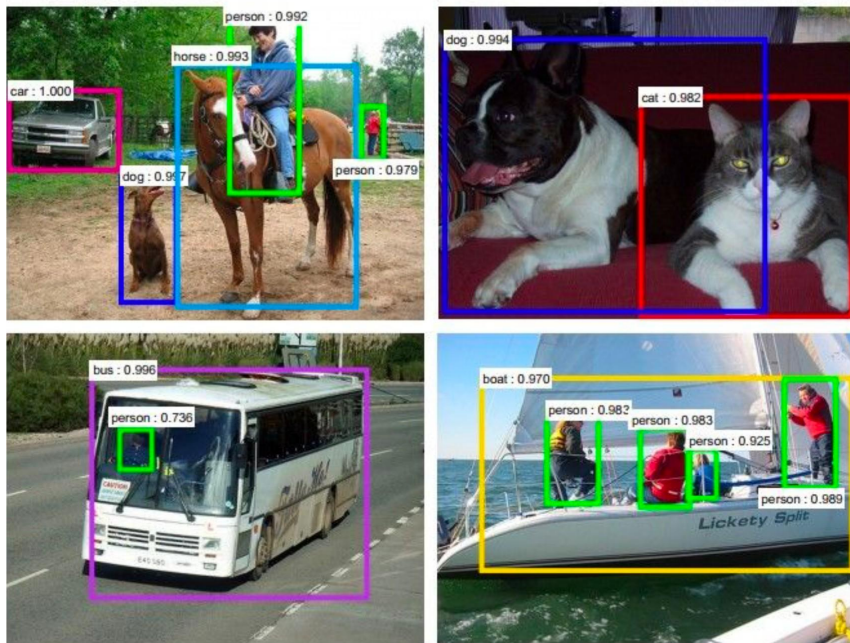 person : 0.992
horse : 0.993
car : 1.000
dog : 0.997
person : 0.979
dog : 0.994
cat : 0.982
bus : 0.996
person : 0.736
CAUTION
L
boat : 0.970
person : 0.983
person : 0.983
person : 0.925
person : 0.989
Lickety Split